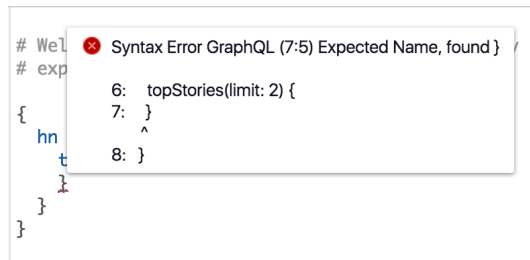 # Wel
Syntax Error GraphQL (7:5) Expected Name, found }
# exp
6: topStories(limit: 2) {
7: }
^
8: }
{
hn
t
}
}
}